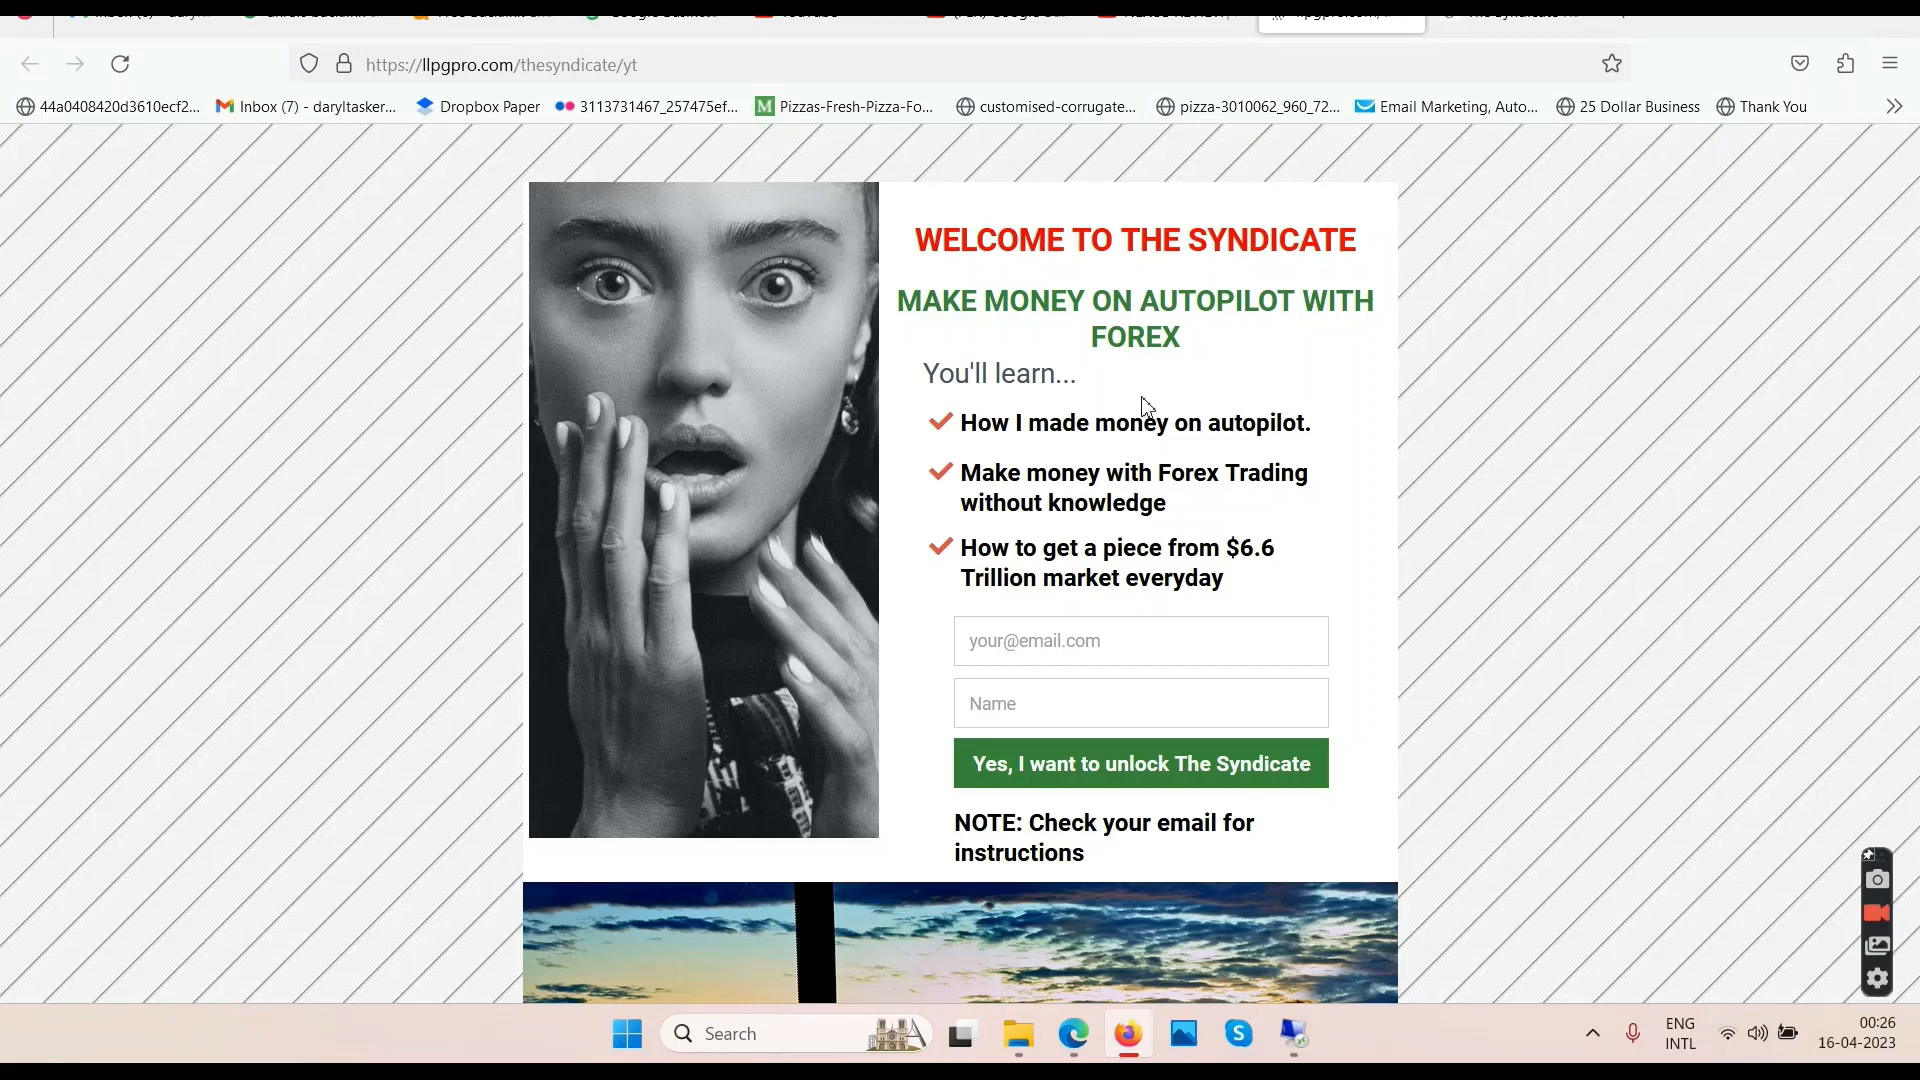 https://llpgpro.com/thesyndicate/yt
44a0408420d3610ecf2...
Inbox (7) - daryltasker...
Dropbox Paper
3113731467_257475ef...
Pizzas-Fresh-Pizza-Fo...
customised-corrugate...
pizza-3010062_960_72...
Email Marketing, Auto...
25 Dollar Business
Thank You
WELCOME TO THE SYNDICATE
MAKE MONEY ON AUTOPILOT WITH
FOREX
You'll learn...
How I made money on autopilot.
Make money with Forex Trading
without knowledge
How to get a piece from $6.6
Trillion market everyday
your@email.com
Name
Yes, I want to unlock The Syndicate
NOTE: Check your email for
instructions
Search
ENG
INTL
00:26
16-04-2023